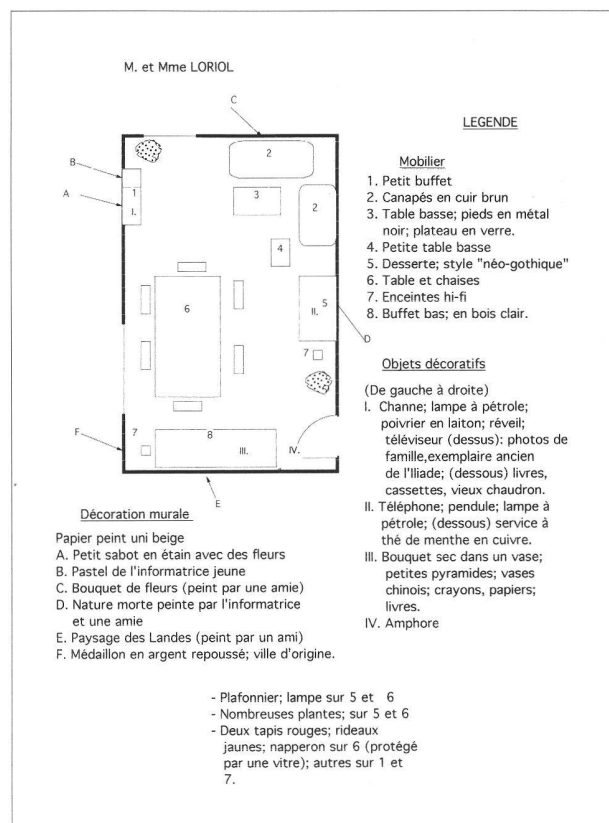 M. et Mme LORIOL
C
B
A
1
I.
2
3
2
4
6
5
II.
7
D
F
7
8
III.
IV.
E
LEGENDE
Mobilier
1. Petit buffet
2. Canapés en cuir brun
3. Table basse; pieds en métal
noir; plateau en verre.
4. Petite table basse
5. Desserte; style "néo-gothique"
6. Table et chaises
7. Enceintes hi-fi
8. Buffet bas; en bois clair.
Objets décoratifs
(De gauche à droite)
I. Channe; lampe à pétrole;
poivrier en laiton; réveil;
téléviseur (dessus): photos de
famille,exemplaire ancien
de l'Iliade; (dessous) livres,
cassettes, vieux chaudron.
II. Téléphone; pendule; lampe à
pétrole; (dessous) service à
thé de menthe en cuivre.
III. Bouquet sec dans un vase;
petites pyramides; vases
chinois; crayons, papiers;
livres.
IV. Amphore
Décoration murale
Papier peint uni beige
A. Petit sabot en étain avec des fleurs
B. Pastel de l'informatrice jeune
C. Bouquet de fleurs (peint par une amie)
D. Nature morte peinte par l'informatrice
et une amie
E. Paysage des Landes (peint par un ami)
F. Médaillon en argent repoussé; ville d'origine.
- Plafonnier; lampe sur 5 et 6
- Nombreuses plantes; sur 5 et 6
- Deux tapis rouges; rideaux
jaunes; napperon sur 6 (protégé
par une vitre); autres sur 1 et
7.